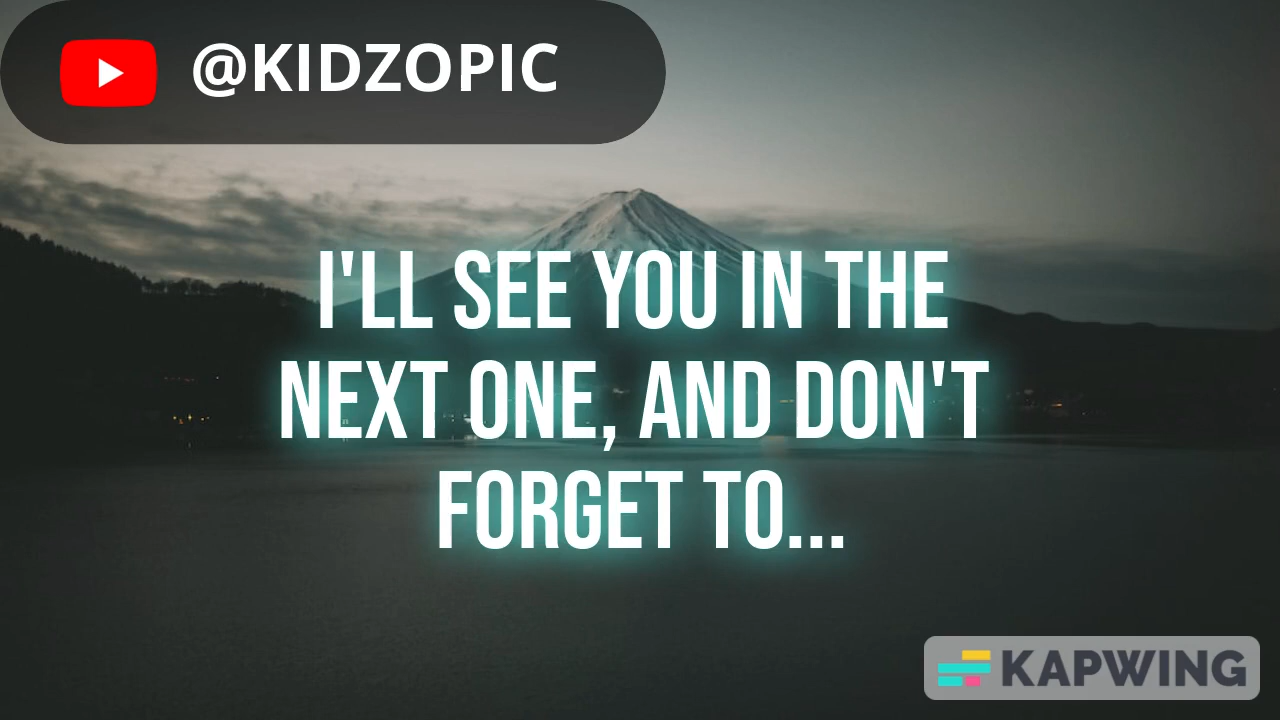 @KIDZOPIC
I'LL SEE YOU IN THE
NEXT ONE, AND DON'T
FORGET TO...
KAPWING